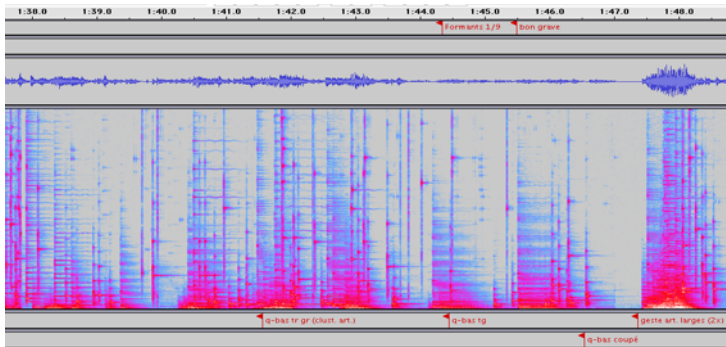 1:38.0 1:39.0 1:40.0 1:41.0 1:42.0 1:43.0 1:44.0 1:45.0 1:46.0 1:47.0 1:48.0
Formants 1/9 bon grave
q-bas tr gr (clust. art.) q-bas tg geste art. larges (2x)
q-bas coupé